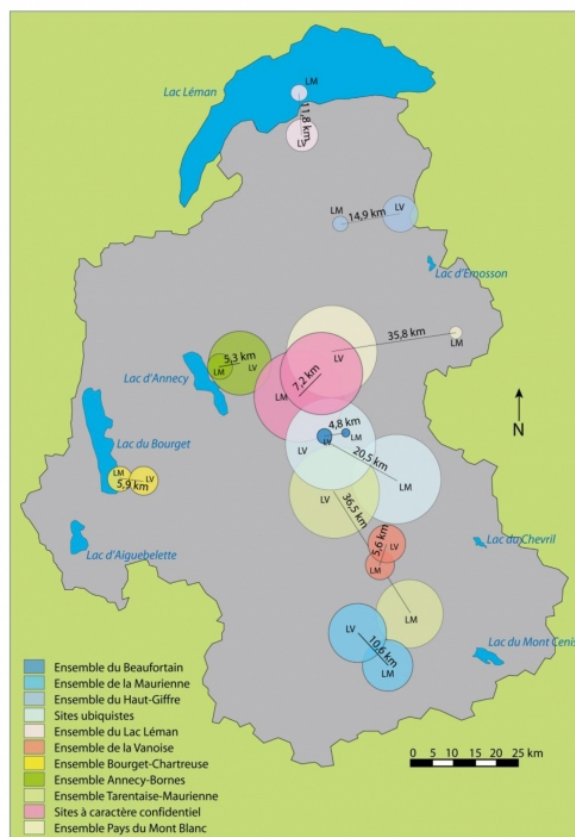 LM
Lac Léman
11,8 km
LV
LM
LV
14,9 km
Lac d'Emosson
35,8 km
LM
5,3 km
LM
LV
LV
Lac d'Annecy
7,2 km
LM
N
4,8 km
LV
LM
LV
Lac du Bourget
20,5 km
LM
LV
5,9 km
LM
LV
36,5 km
5,6 km
LV
LM
Lac du Chevril
Lac d'Aiguebelette
LM
LV
10,6 km
LM
Lac du Mont Cenis
Ensemble du Beaufortain
Ensemble de la Maurienne
Ensemble du Haut-Giffre
Sites ubiquistes
Ensemble du Lac Léman
Ensemble de la Vanoise
Ensemble Bourget-Chartreuse
Ensemble Annecy-Bornes
Ensemble Tarentaise-Maurienne
Sites à caractère confidentiel
Ensemble Pays du Mont Blanc
0 5 10 15 20 25 km